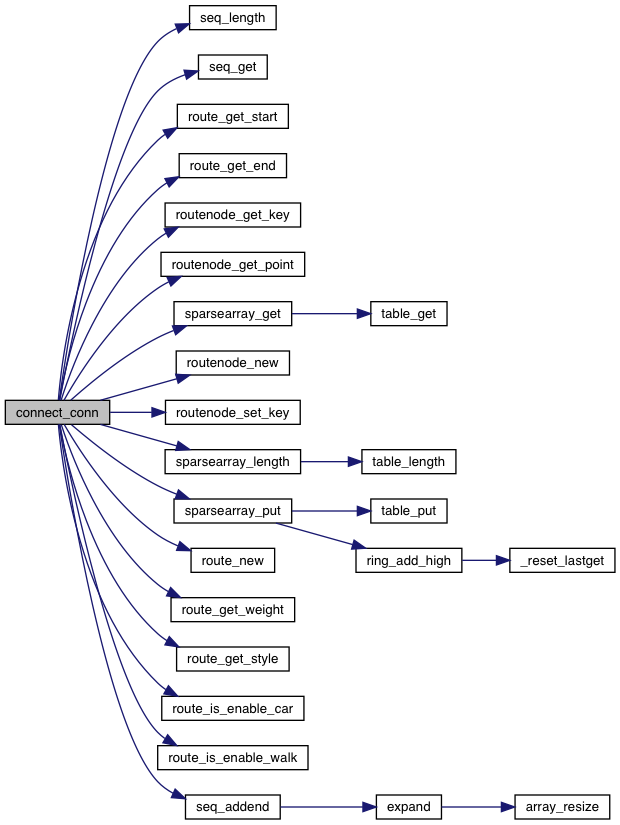 seq_length
seq_get
route_get_start
route_get_end
routenode_get_key
routenode_get_point
sparsearray_get
table_get
routenode_new
connect_conn
routenode_set_key
sparsearray_length
table_length
sparsearray_put
table_put
route_new
ring_add_high
_reset_lastget
route_get_weight
route_get_style
route_is_enable_car
route_is_enable_walk
seq_addend
expand
array_resize